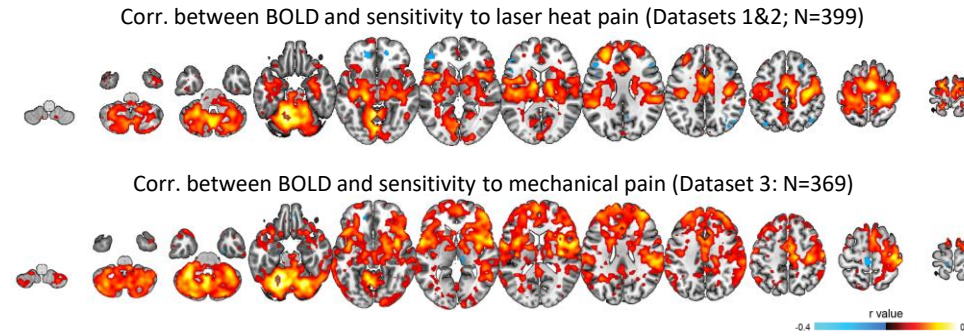 Corr. between BOLD and sensitivity to laser heat pain (Datasets 1&2; N=399)
Corr. between BOLD and sensitivity to mechanical pain (Dataset 3: N=369)
r value
-0.4